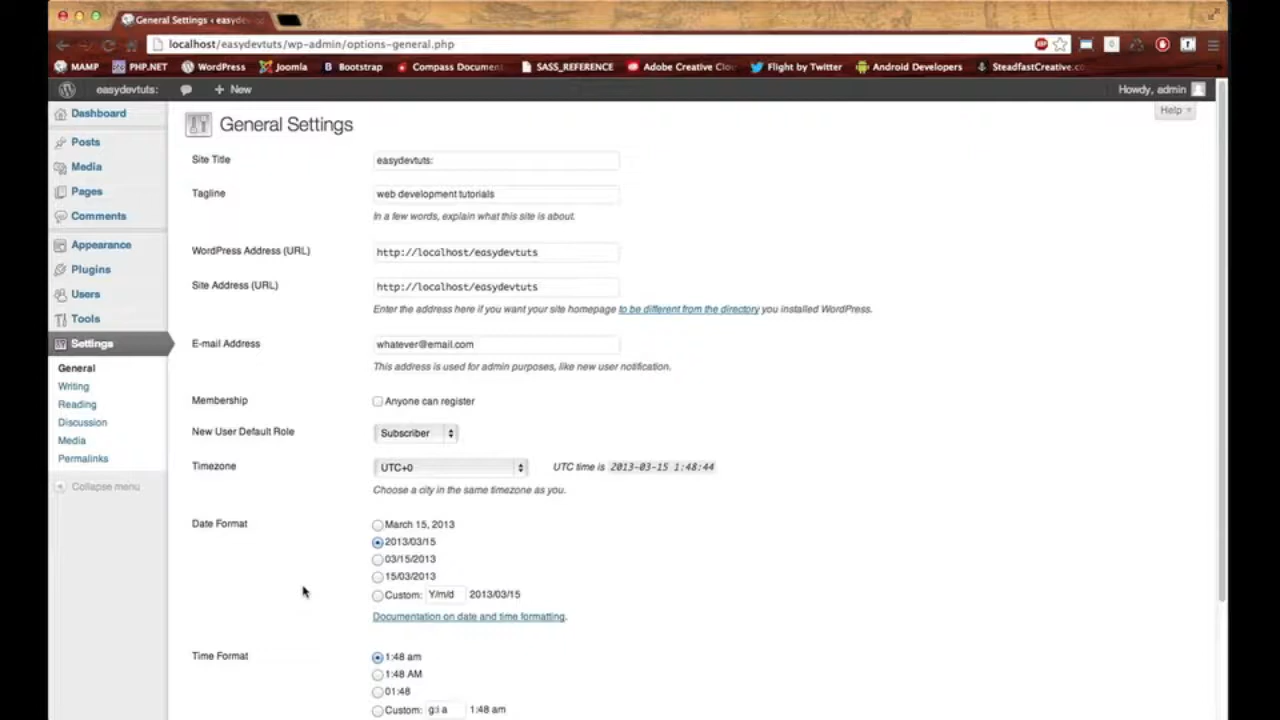 General Settings ‹ easydev
localhost/easydevtuts/wp-admin/options-general.php
MAMP PHP.NET WordPress Joomla Bootstrap Compass Document SASS_REFERENCE Adobe Creative Clo Flight by Twitter Android Developers SteadfastCreative.co
easydevtuts: + New Howdy, admin
Help
Dashboard
Posts
Media
Pages
Comments
Appearance
Plugins
Users
Tools
Settings
General
Writing
Reading
Discussion
Media
Permalinks
Collapse menu
General Settings
Site Title easydevtuts:
Tagline web development tutorials
In a few words, explain what this site is about.
WordPress Address (URL) http://localhost/easydevtuts
Site Address (URL) http://localhost/easydevtuts
Enter the address here if you want your site homepage to be different from the directory you installed WordPress.
E-mail Address whatever@email.com
This address is used for admin purposes, like new user notification.
Membership Anyone can register
New User Default Role Subscriber
Timezone UTC+0 UTC time is 2013-03-15 1:48:44
Choose a city in the same timezone as you.
Date Format March 15, 2013
2013/03/15
03/15/2013
15/03/2013
Custom: Y/m/d 2013/03/15
Documentation on date and time formatting.
Time Format 1:48 am
1:48 AM
01:48
Custom: g:i a 1:48 am